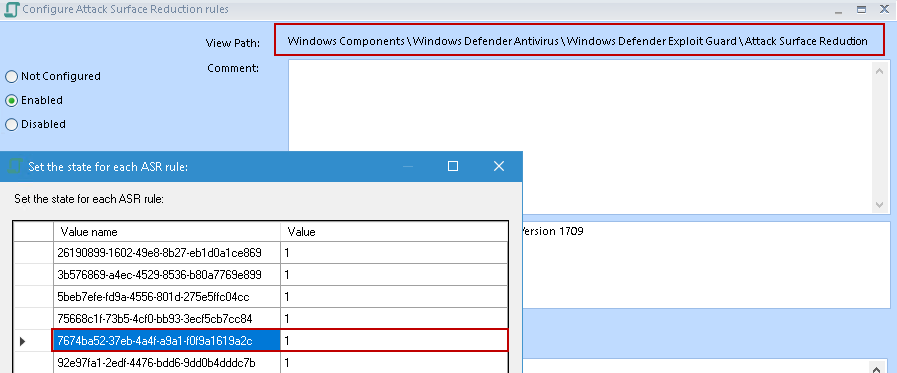 Configure Attack Surface Reduction rules
View Path: Windows Components\Windows Defender Antivirus\Windows Defender Exploit Guard\Attack Surface Reduction
Comment:
Not Configured
Enabled
Disabled
Set the state for each ASR rule:
Set the state for each ASR rule:
Value name Value
26190899-1602-49e8-8b27-eb1d0a1ce869 1
3b576869-a4ec-4529-8536-b80a7769e899 1
5beb7efe-fd9a-4556-801d-275e5ffc04cc 1
75668c1f-73b5-4cf0-bb93-3ecf5cb7cc84 1
7674ba52-37eb-4a4f-a9a1-f0f9a1619a2c 1
92e97fa1-2edf-4476-bdd6-9dd0b4dddc7b 1
Version 1709